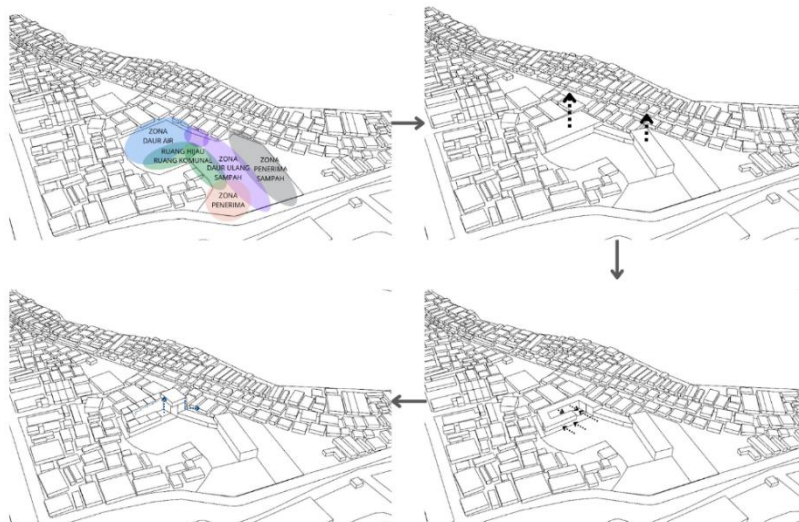 ZONA
DAUR AIR
RUANG HIJAU
RUANG KOMUNAL
ZONA
DAUR ULANG
SAMPAH
ZONA
PENERIMA
SAMPAH
ZONA
PENERIMA